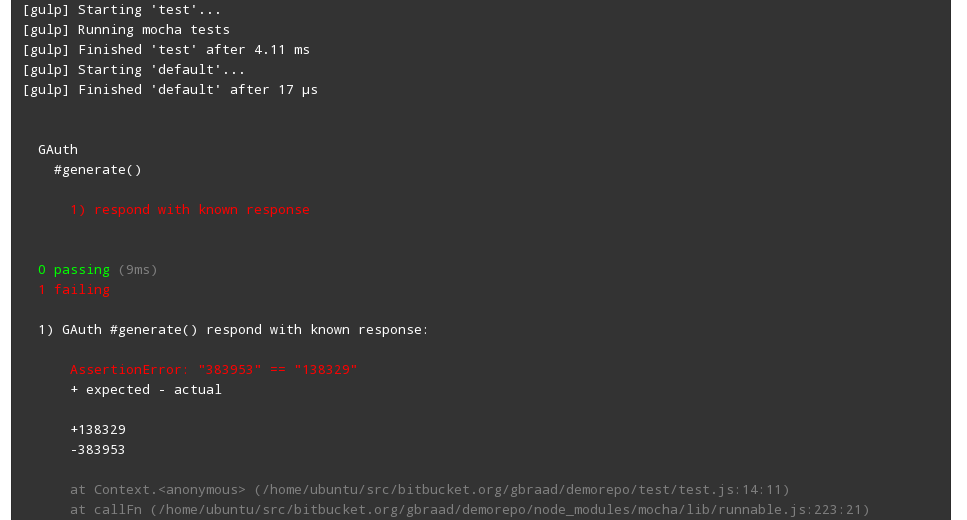 [gulp] Starting 'test'...
[gulp] Running mocha tests
[gulp] Finished 'test' after 4.11 ms
[gulp] Starting 'default'...
[gulp] Finished 'default' after 17 μs
GAuth
#generate()
1) respond with known response
0 passing (9ms)
1 failing
1) GAuth #generate() respond with known response:
AssertionError: "383953" == "138329"
+ expected - actual
+138329
-383953
at Context.<anonymous> (/home/ubuntu/src/bitbucket.org/gbraad/demorepo/test/test.js:14:11)
at callFn (/home/ubuntu/src/bitbucket.org/gbraad/demorepo/node_modules/mocha/lib/runnable.js:223:21)